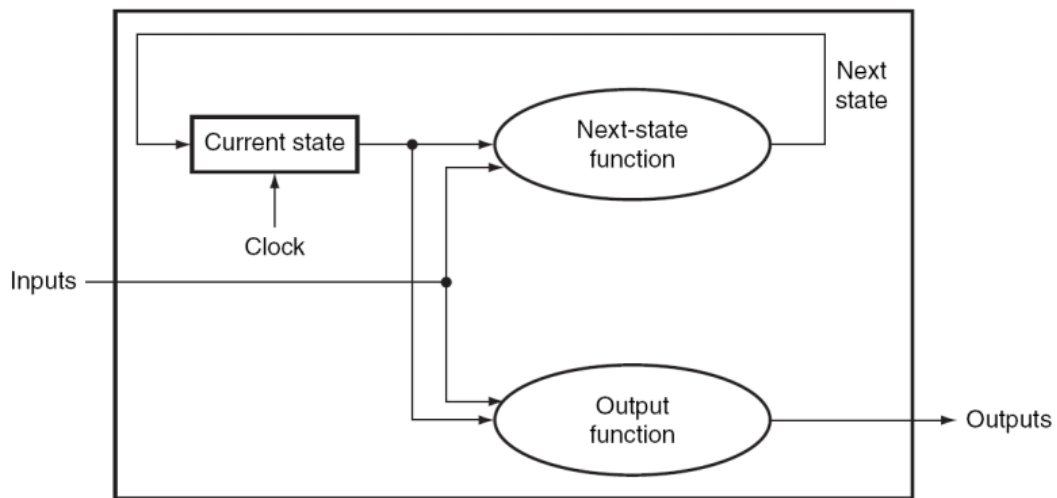 Next
state
Current state
Next-state
function
Clock
Inputs
Output
function
Outputs